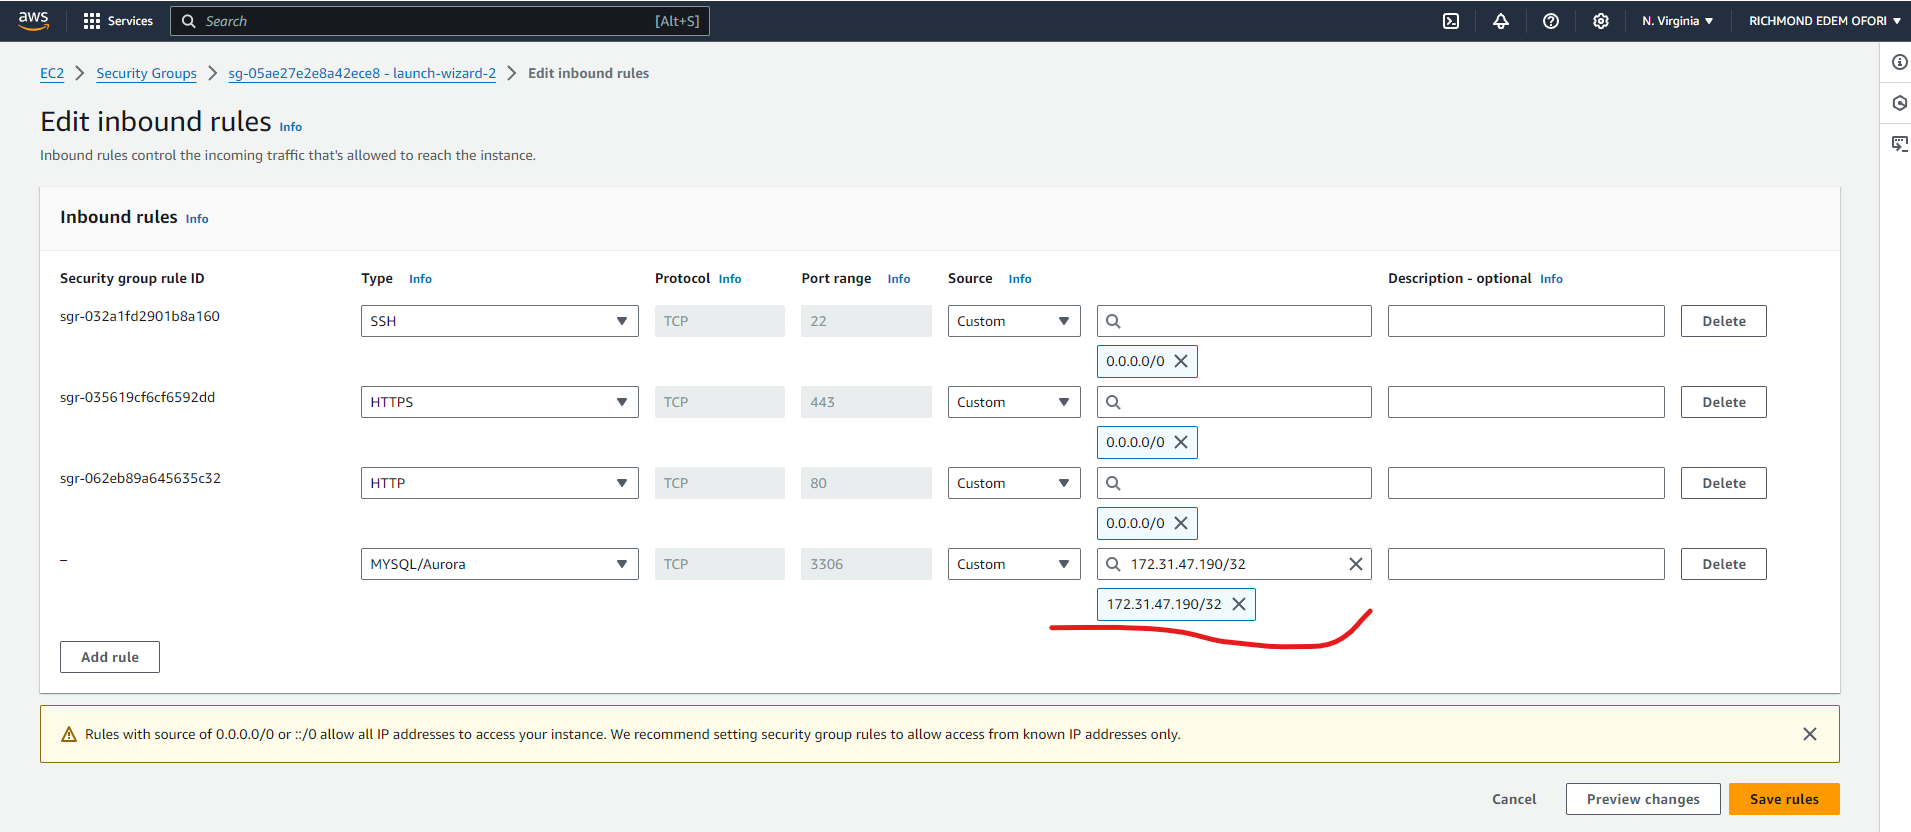 aws
Services
Search [Alt+S]
N. Virginia
RICHMOND EDEM OFORI
EC2 > Security Groups > sg-05ae27e2e8a42ece8 - launch-wizard-2 > Edit inbound rules
Edit inbound rules Info
Inbound rules control the incoming traffic that's allowed to reach the instance.
Inbound rules Info
Security group rule ID Type Info Protocol Info Port range Info Source Info Description - optional Info
sgr-032a1fd2901b8a160 SSH TCP 22 Custom Delete
0.0.0.0/0
sgr-035619cf6cf6592dd HTTPS TCP 443 Custom Delete
0.0.0.0/0
sgr-062eb89a645635c32 HTTP TCP 80 Custom Delete
0.0.0.0/0
– MYSQL/Aurora TCP 3306 Custom 172.31.47.190/32 Delete
172.31.47.190/32
Add rule
Rules with source of 0.0.0.0/0 or ::/0 allow all IP addresses to access your instance. We recommend setting security group rules to allow access from known IP addresses only.
Cancel Preview changes Save rules